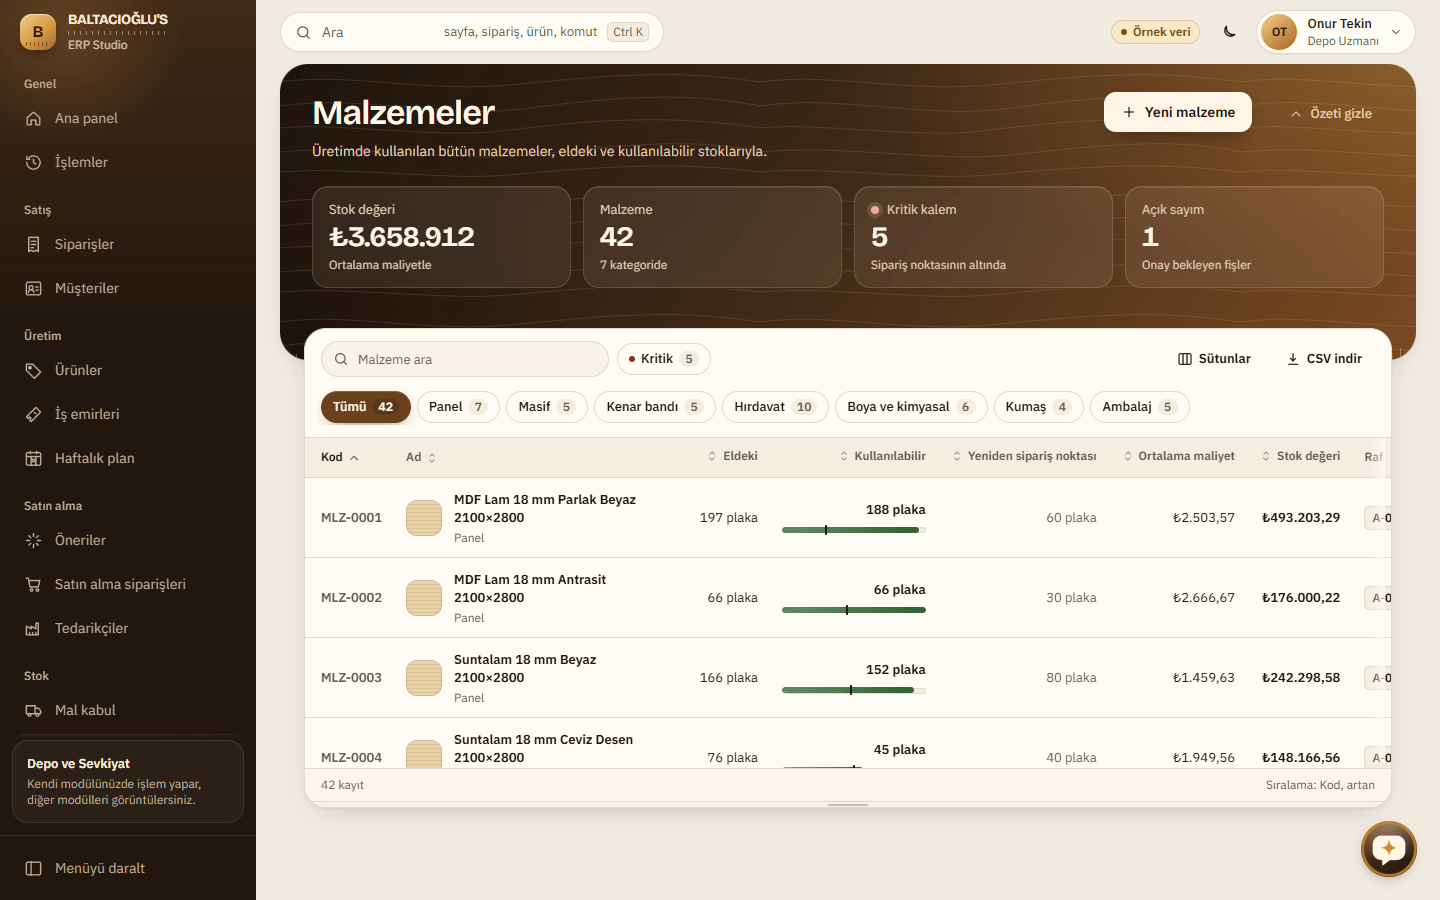 B
BALTACIOĞLU'S
ERP Studio
Genel
Ana panel
İşlemler
Satış
Siparişler
Müşteriler
Üretim
Ürünler
İş emirleri
Haftalık plan
Satın alma
Öneriler
Satın alma siparişleri
Tedarikçiler
Stok
Mal kabul
Depo ve Sevkiyat
Kendi modülünüzde işlem yapar,
diğer modülleri görüntülersiniz.
Menüyü daralt
Ara sayfa, sipariş, ürün, komut Ctrl K
Örnek veri
OT
Onur Tekin
Depo Uzmanı
Malzemeler
Üretimde kullanılan bütün malzemeler, eldeki ve kullanılabilir stoklarıyla.
Yeni malzeme
Özeti gizle
Stok değeri
₺3.658.912
Ortalama maliyetle
Malzeme
42
7 kategoride
Kritik kalem
5
Sipariş noktasının altında
Açık sayım
1
Onay bekleyen fişler
Malzeme ara
Kritik 5
Sütunlar
CSV indir
Tümü 42
Panel 7
Masif 5
Kenar bandı 5
Hırdavat 10
Boya ve kimyasal 6
Kumaş 4
Ambalaj 5
Kod Ad Eldeki Kullanılabilir Yeniden sipariş noktası Ortalama maliyet Stok değeri Raf
MLZ-0001
MDF Lam 18 mm Parlak Beyaz
2100×2800
Panel
197 plaka
188 plaka
60 plaka
₺2.503,57
₺493.203,29
A-0
MLZ-0002
MDF Lam 18 mm Antrasit
2100×2800
Panel
66 plaka
66 plaka
30 plaka
₺2.666,67
₺176.000,22
A-0
MLZ-0003
Suntalam 18 mm Beyaz
2100×2800
Panel
166 plaka
152 plaka
80 plaka
₺1.459,63
₺242.298,58
A-0
MLZ-0004
Suntalam 18 mm Ceviz Desen
2100×2800
76 plaka
45 plaka
40 plaka
₺1.949,56
₺148.166,56
A-0
42 kayıt
Sıralama: Kod, artan